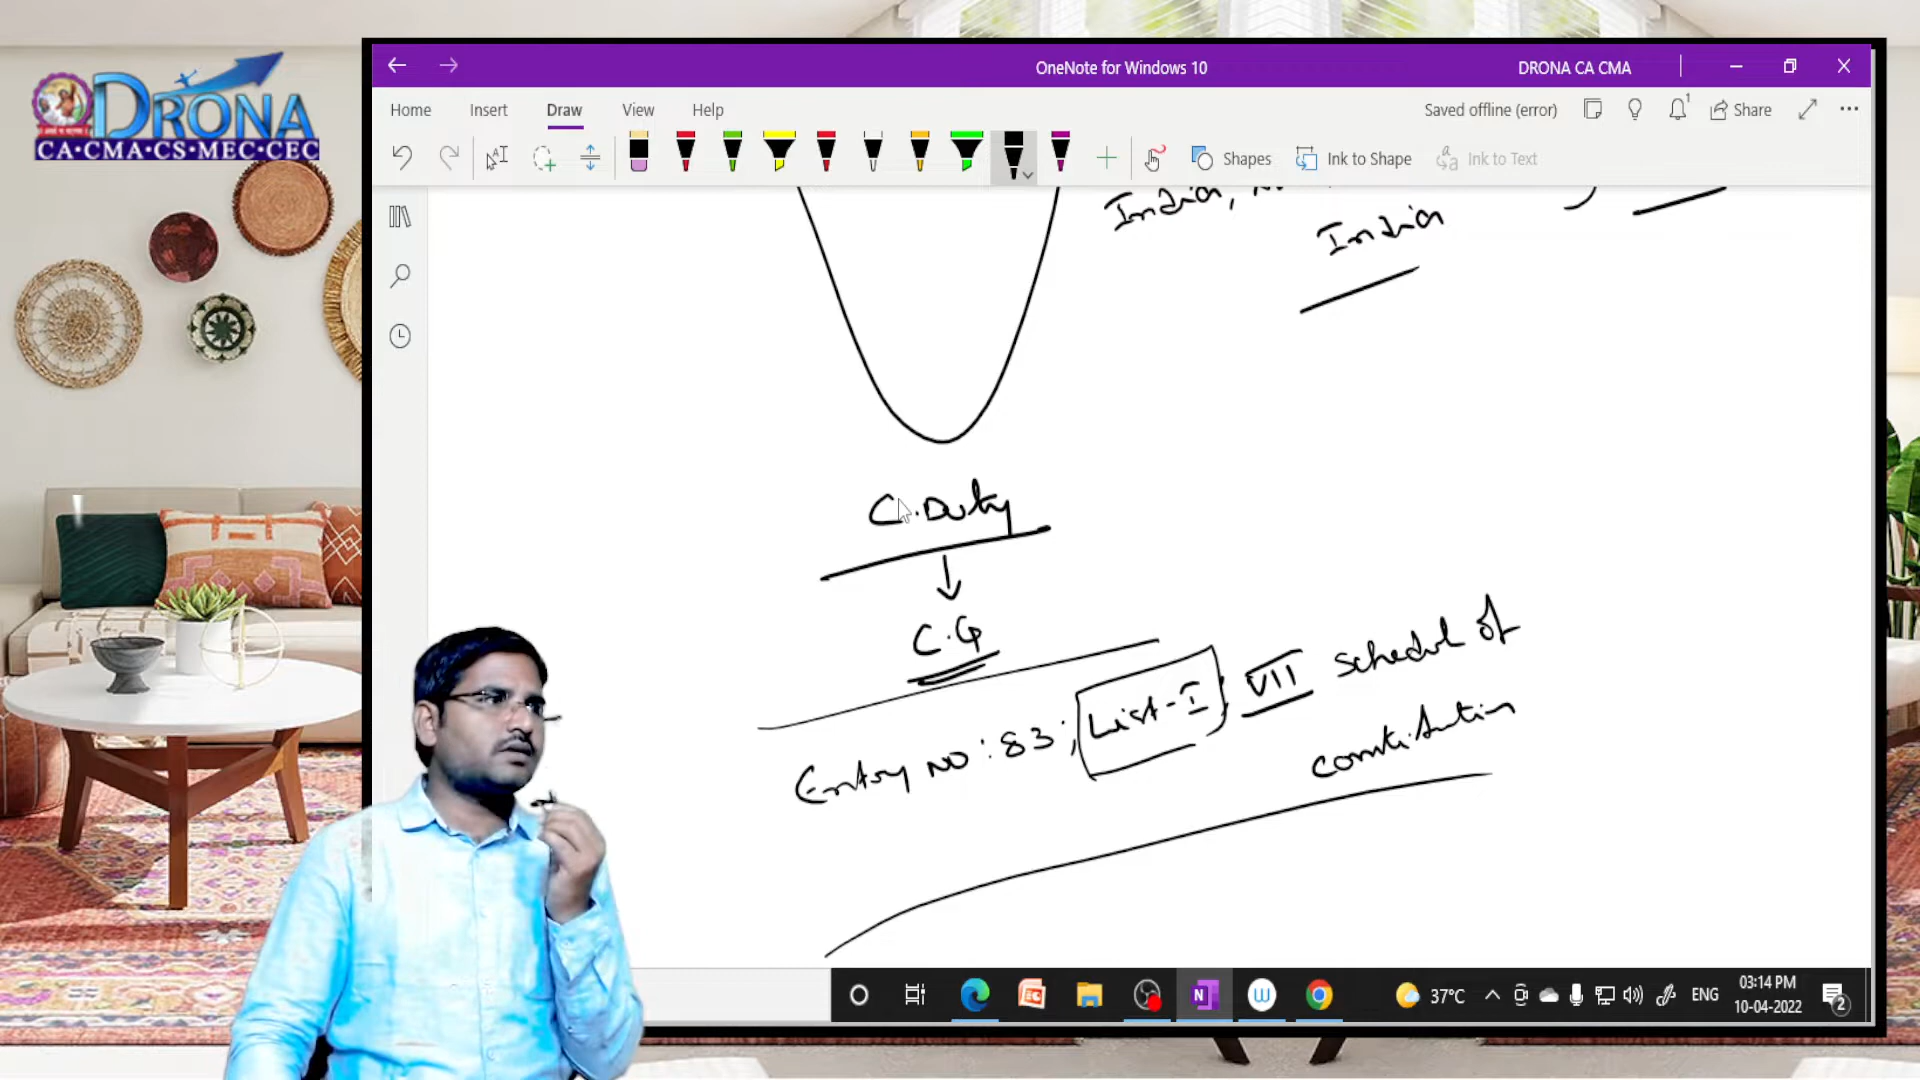 DRONA
CA•CMA•CS•MEC•CEC
OneNote for Windows 10
DRONA CA CMA
Home Insert Draw View Help
Saved offline (error)
1
Share
Shapes
Ink to Shape
Ink to Text
India,
India
C.Duty
C.G
Entry NO:83; List-I; VII schedul of
constitution
37°C
ENG
03:14 PM
10-04-2022
2